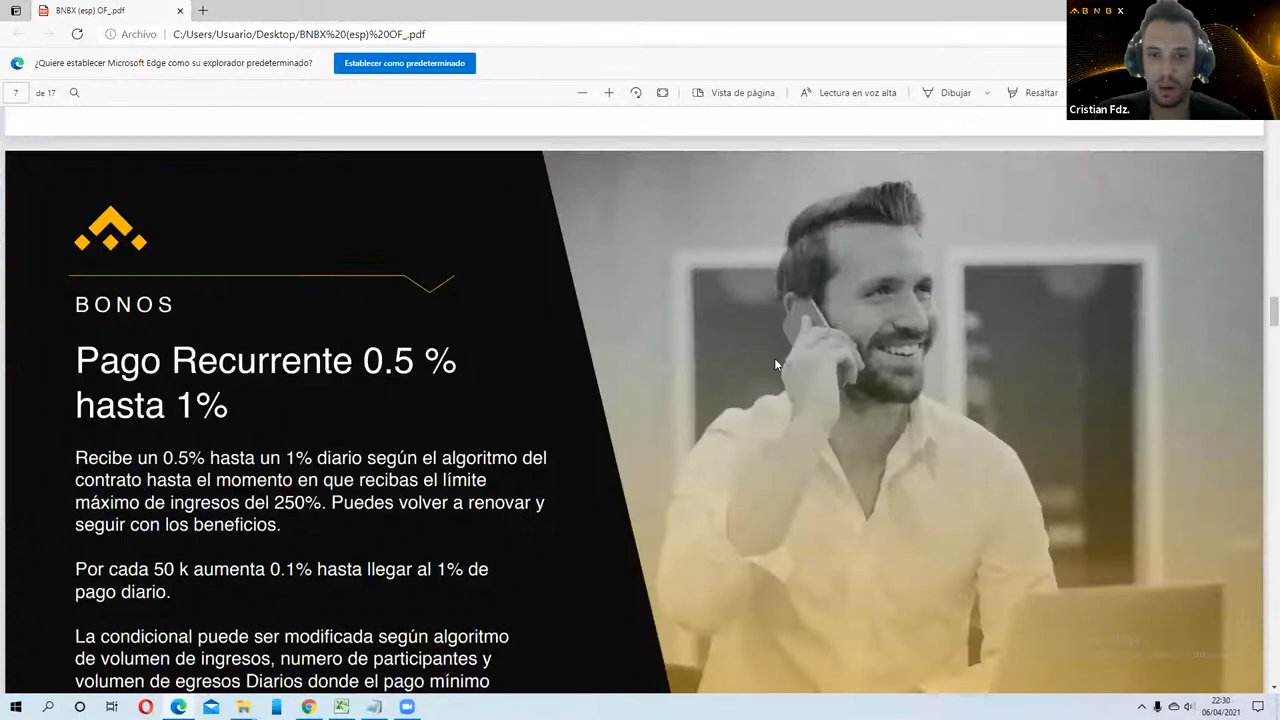 BNBX (esp) OF_.pdf
Archivo
C:/Users/Usuario/Desktop/BNBX%20(esp)%20OF_.pdf
¿Quiere establecer Microsoft Edge como su explorador predeterminado?
Establecer como predeterminado
7
de 17
Vista de página
Lectura en voz alta
Dibujar
Resaltar
B N B X
Cristian Fdz.
BONOS
Pago Recurrente 0.5 %
hasta 1%
Recibe un 0.5% hasta un 1% diario según el algoritmo del
contrato hasta el momento en que recibas el límite
máximo de ingresos del 250%. Puedes volver a renovar y
seguir con los beneficios.
Por cada 50 k aumenta 0.1% hasta llegar al 1% de
pago diario.
La condicional puede ser modificada según algoritmo
de volumen de ingresos, numero de participantes y
volumen de egresos Diarios donde el pago mínimo
22:30
06/04/2021